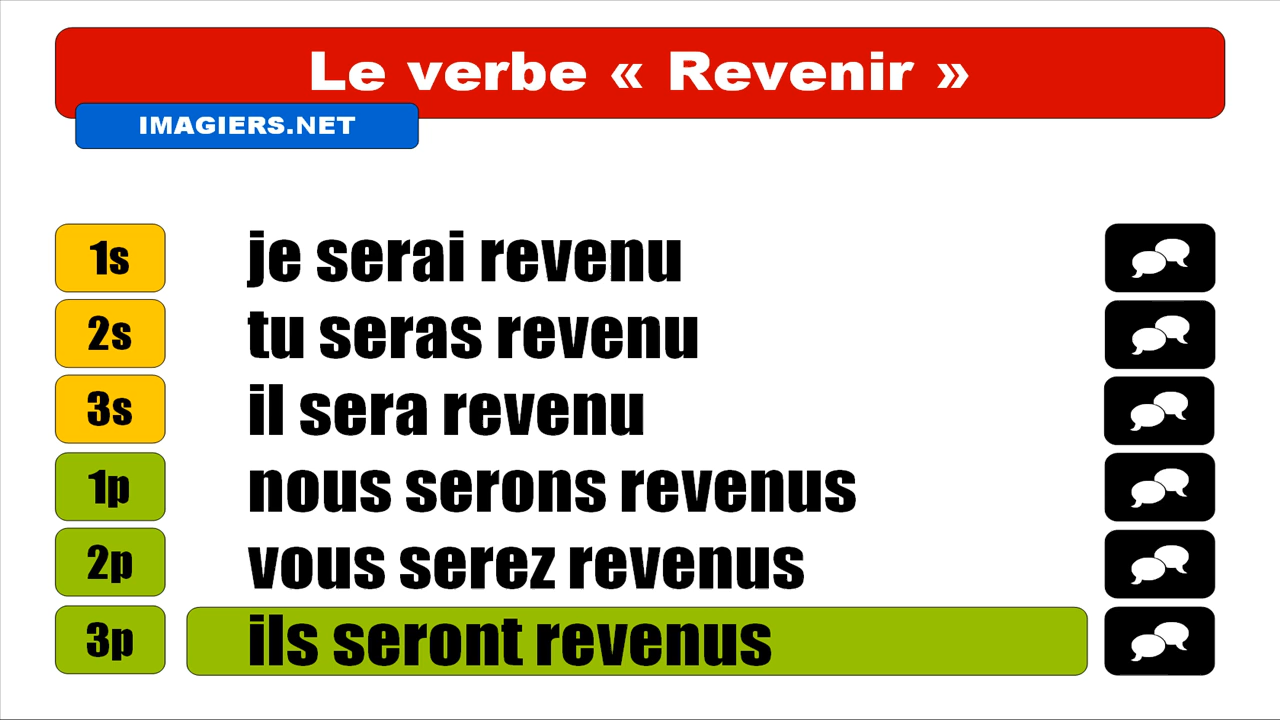 Le verbe « Revenir »
IMAGIERS.NET
1s je serai revenu
2s tu seras revenu
3s il sera revenu
1p nous serons revenus
2p vous serez revenus
3p ils seront revenus